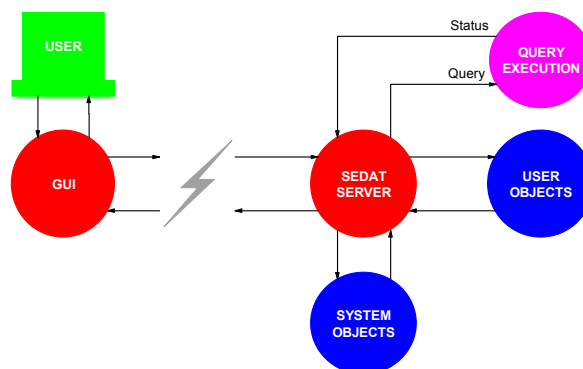 USER
Status
QUERY
EXECUTION
Query
GUI
SEDAT
SERVER
USER
OBJECTS
SYSTEM
OBJECTS